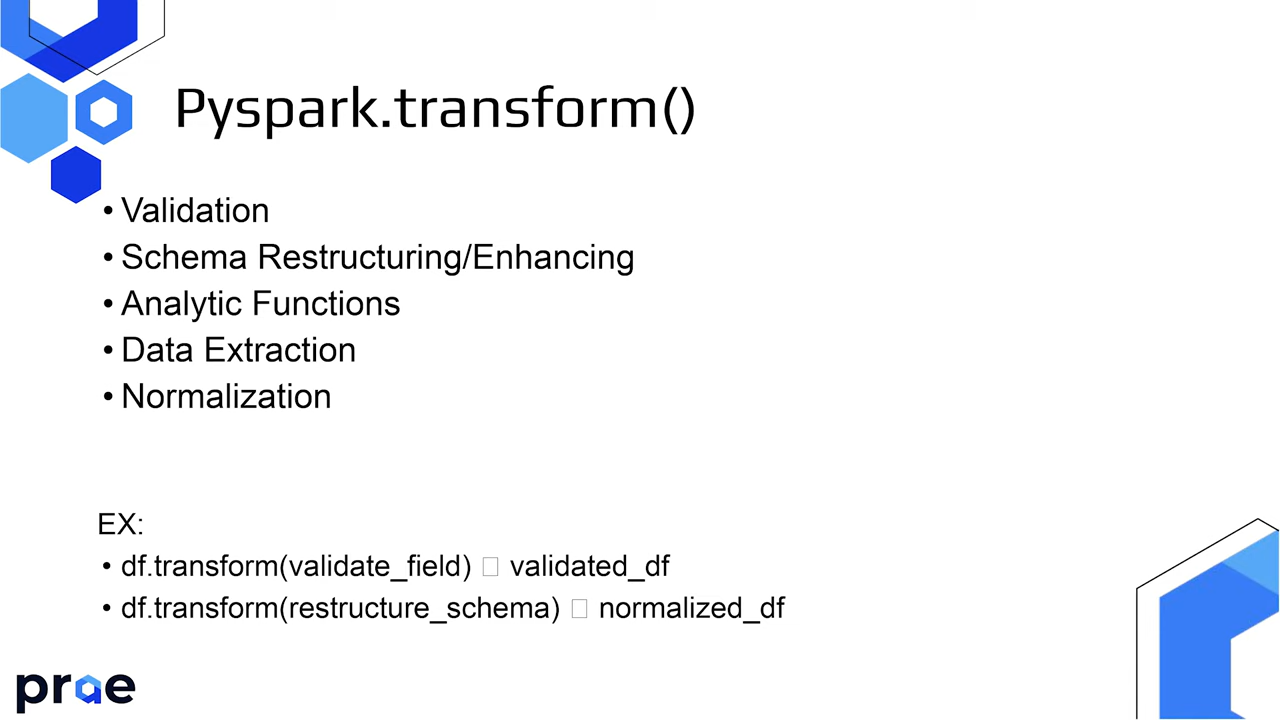 Pyspark.transform()
• Validation
• Schema Restructuring/Enhancing
• Analytic Functions
• Data Extraction
• Normalization
EX:
• df.transform(validate_field) □ validated_df
• df.transform(restructure_schema) □ normalized_df
prae